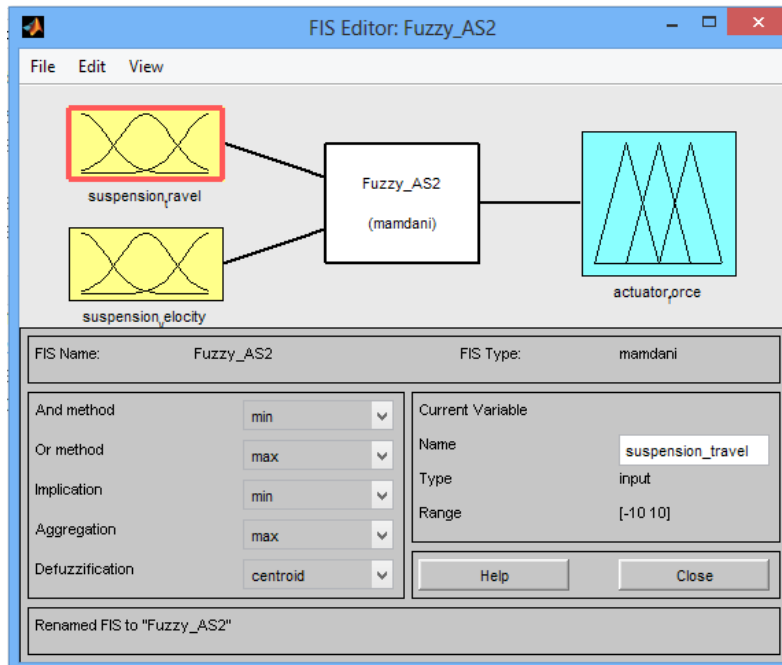 FIS Editor: Fuzzy_AS2
File Edit View
suspension_travel
Fuzzy_AS2
(mamdani)
suspension_velocity
actuator_force
FIS Name: Fuzzy_AS2 FIS Type: mamdani
And method min
Or method max
Implication min
Aggregation max
Defuzzification centroid
Current Variable
Name suspension_travel
Type input
Range [-10 10]
Help Close
Renamed FIS to "Fuzzy_AS2"